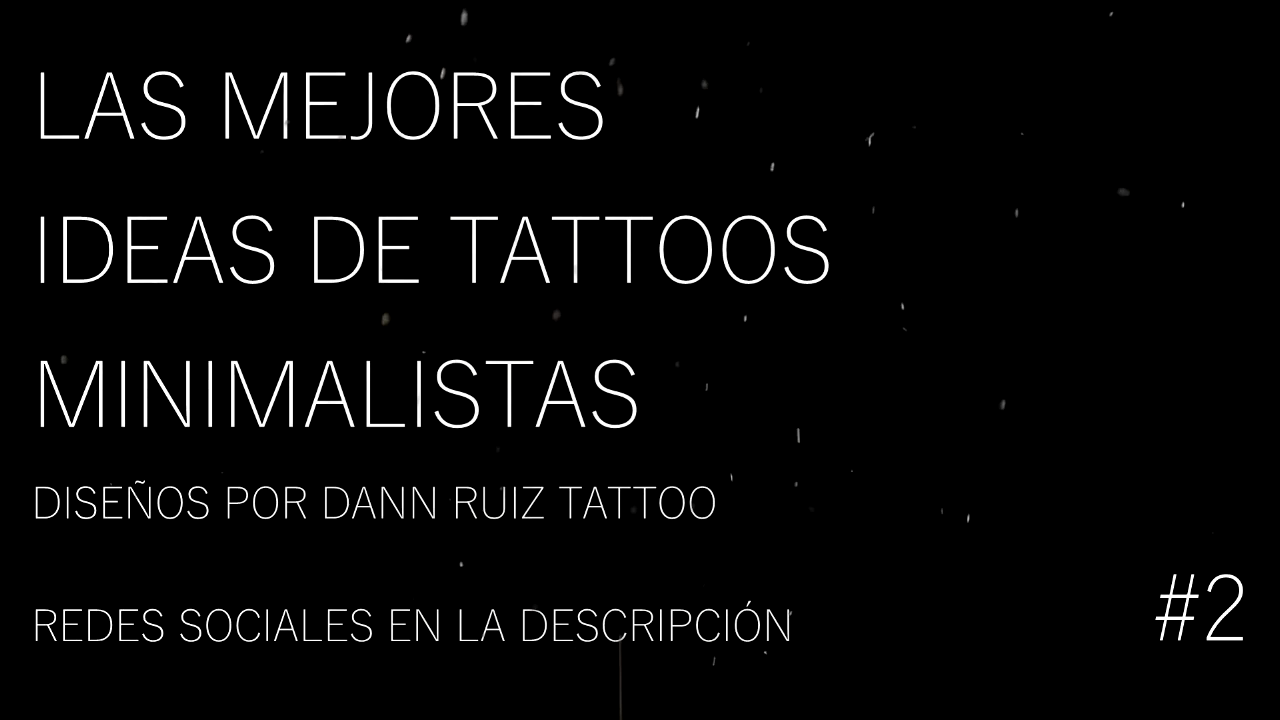 LAS MEJORES
IDEAS DE TATTOOS
MINIMALISTAS
DISEÑOS POR DANN RUIZ TATTOO
REDES SOCIALES EN LA DESCRIPCIÓN
#2